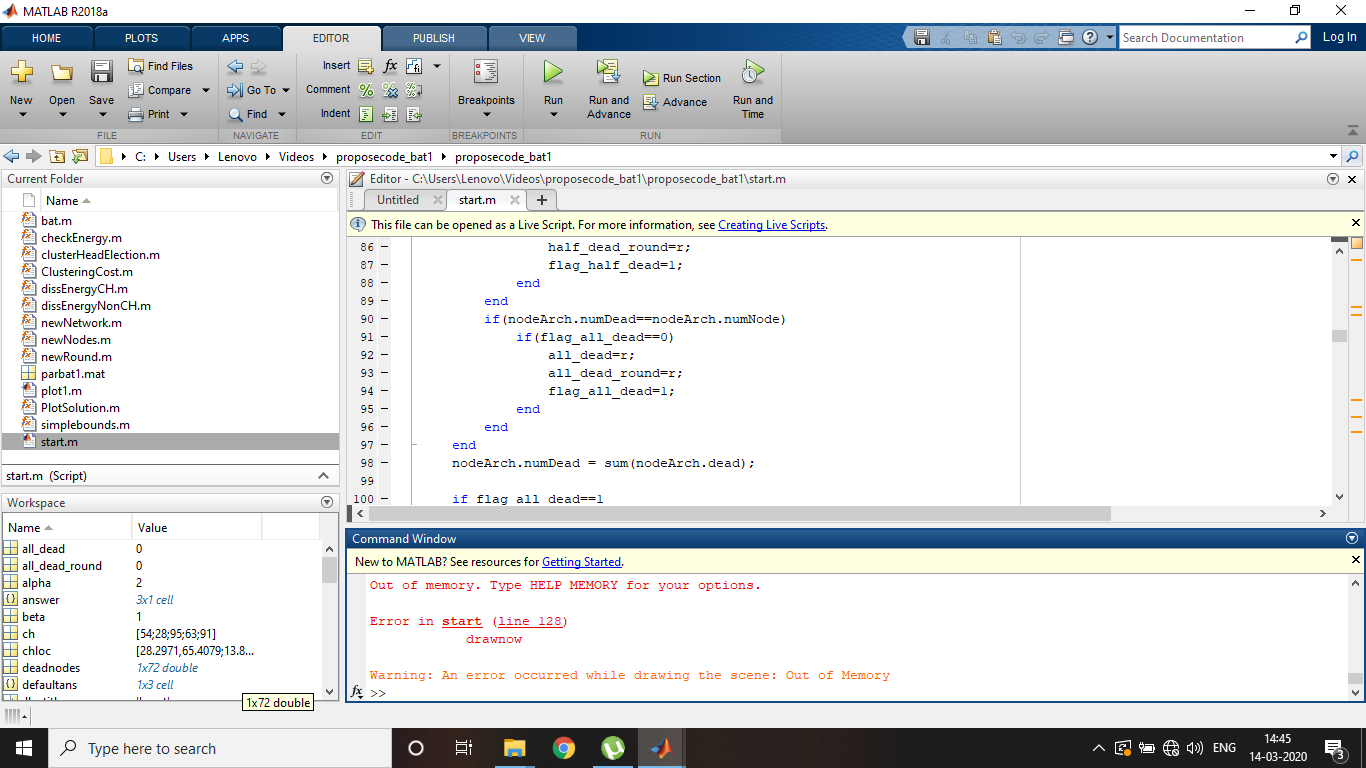 MATLAB R2018a
HOME PLOTS APPS EDITOR PUBLISH VIEW
Search Documentation
Log In
New Open Save
Find Files
Compare
Print
FILE
Go To
Find
NAVIGATE
Insert fx
Comment
Indent
EDIT
Breakpoints
BREAKPOINTS
Run
Run and Advance
Run Section
Advance
Run and Time
RUN
C: Users Lenovo Videos proposecode_bat1 proposecode_bat1
Current Folder
Name
bat.m
checkEnergy.m
clusterHeadElection.m
ClusteringCost.m
dissEnergyCH.m
dissEnergyNonCH.m
newNetwork.m
newNodes.m
newRound.m
parbat1.mat
plot1.m
PlotSolution.m
simplebounds.m
start.m
start.m (Script)
Workspace
Name Value
all_dead 0
all_dead_round 0
alpha 2
answer 3x1 cell
beta 1
ch [54;28;95;63;91]
chloc [28.2971,65.4079;13.8...
deadnodes 1x72 double
defaultans 1x3 cell
1x72 double
Editor - C:\Users\Lenovo\Videos\proposecode_bat1\proposecode_bat1\start.m
Untitled start.m
This file can be opened as a Live Script. For more information, see Creating Live Scripts.
86 - half_dead_round=r;
87 - flag_half_dead=1;
88 - end
89 - end
90 - if(nodeArch.numDead==nodeArch.numNode)
91 - if(flag_all_dead==0)
92 - all_dead=r;
93 - all_dead_round=r;
94 - flag_all_dead=1;
95 - end
96 - end
97 - end
98 - nodeArch.numDead = sum(nodeArch.dead);
99
100 - if flag_all_dead==1
Command Window
New to MATLAB? See resources for Getting Started.
Out of memory. Type HELP MEMORY for your options.
Error in start (line 128)
drawnow
Warning: An error occurred while drawing the scene: Out of Memory
fx >>
Type here to search
ENG
14:45
14-03-2020
3